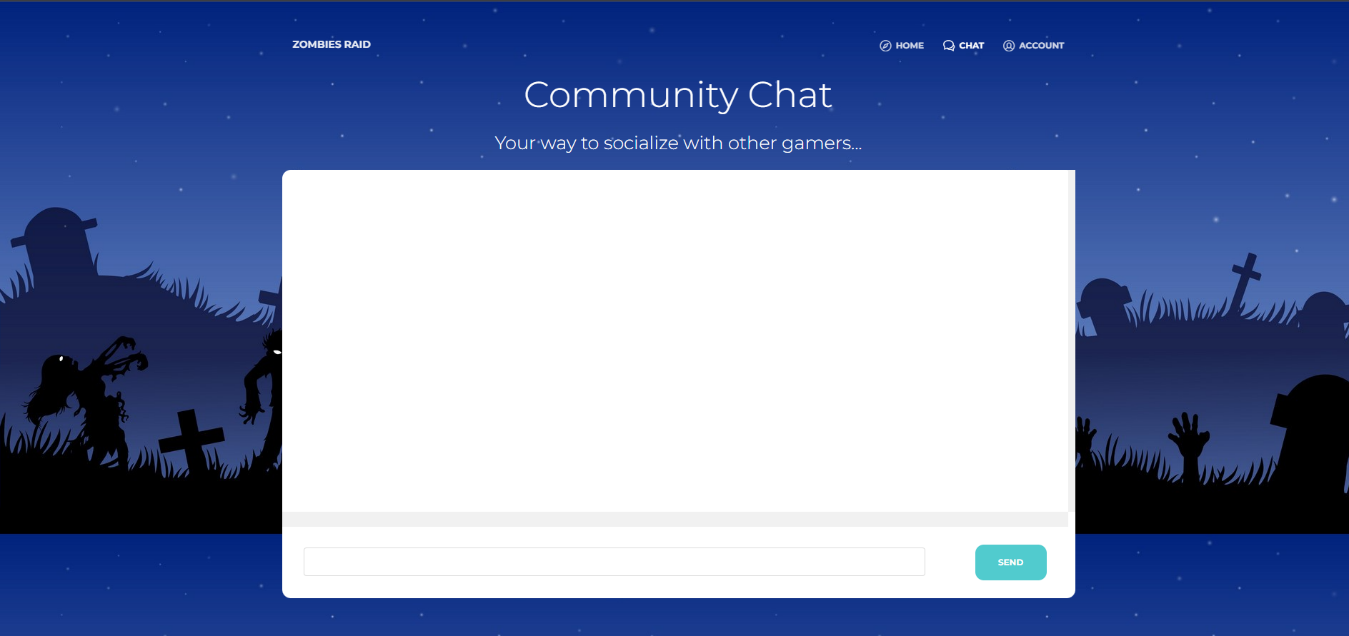 ZOMBIES RAID
HOME
CHAT
ACCOUNT
Community Chat
Your way to socialize with other gamers...
SEND